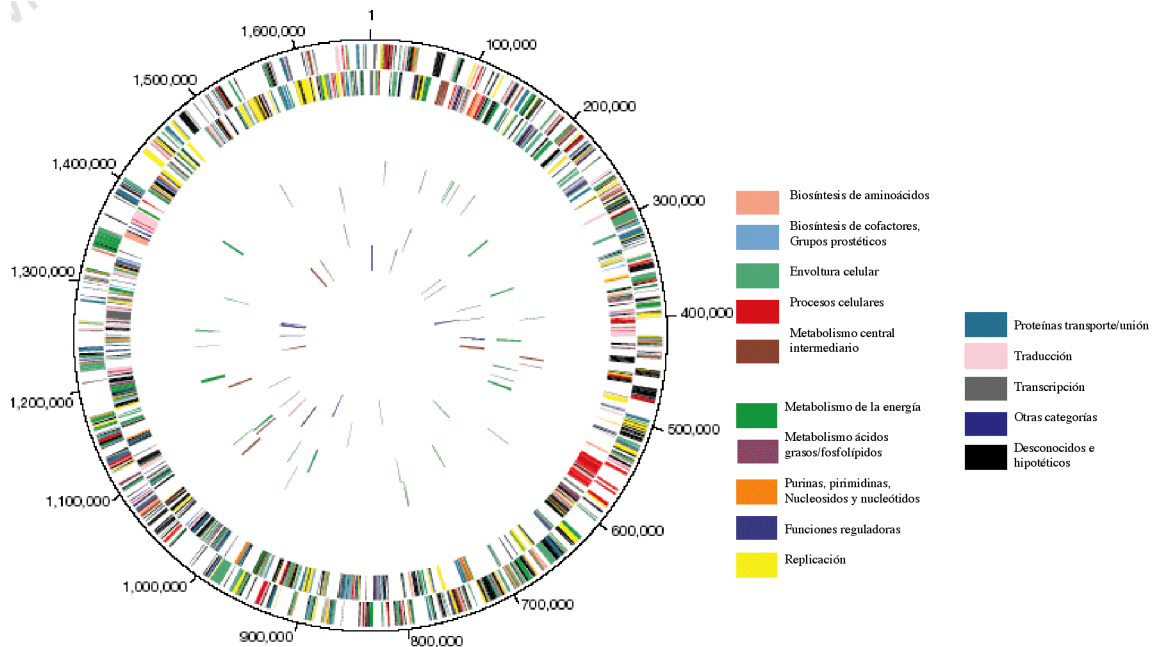 1
100,000
200,000
300,000
400,000
500,000
600,000
700,000
800,000
900,000
1,000,000
1,100,000
1,200,000
1,300,000
1,400,000
1,500,000
1,600,000
Biosíntesis de aminoácidos
Biosíntesis de cofactores,
Grupos prostéticos
Envoltura celular
Procesos celulares
Metabolismo central
intermediario
Metabolismo de la energía
Metabolismo ácidos
grasos/fosfolípidos
Purinas, pirimidinas,
Nucleosidos y nucleótidos
Funciones reguladoras
Replicación
Proteínas transporte/unión
Traducción
Transcripción
Otras categorías
Desconocidos e
hipotéticos